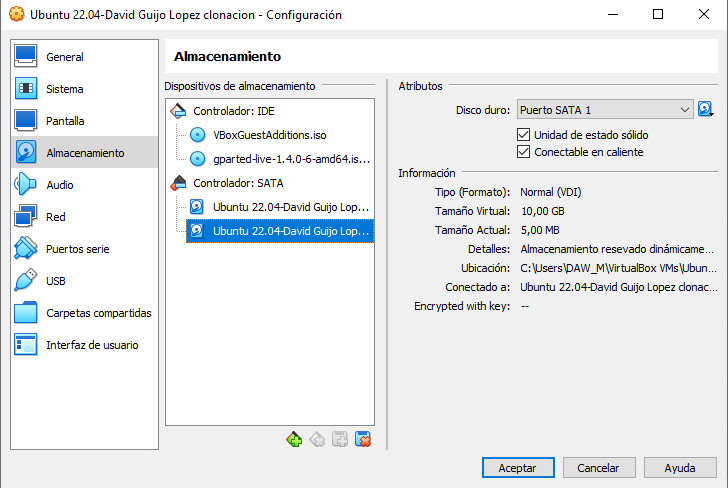 Ubuntu 22.04-David Guijo Lopez clonacion - Configuración
General
Sistema
Pantalla
Almacenamiento
Audio
Red
Puertos serie
USB
Carpetas compartidas
Interfaz de usuario
Almacenamiento
Dispositivos de almacenamiento
Controlador: IDE
VBoxGuestAdditions.iso
gparted-live-1.4.0-6-amd64.is...
Controlador: SATA
Ubuntu 22.04-David Guijo Lop...
Ubuntu 22.04-David Guijo Lop...
Atributos
Disco duro: Puerto SATA 1
Unidad de estado sólido
Conectable en caliente
Información
Tipo (Formato): Normal (VDI)
Tamaño Virtual: 10,00 GB
Tamaño Actual: 5,00 MB
Detalles: Almacenamiento resevado dinámicame...
Ubicación: C:\Users\DAW_M\VirtualBox VMs\Ubun...
Conectado a: Ubuntu 22.04-David Guijo Lopez clonac...
Encrypted with key: --
Aceptar
Cancelar
Ayuda